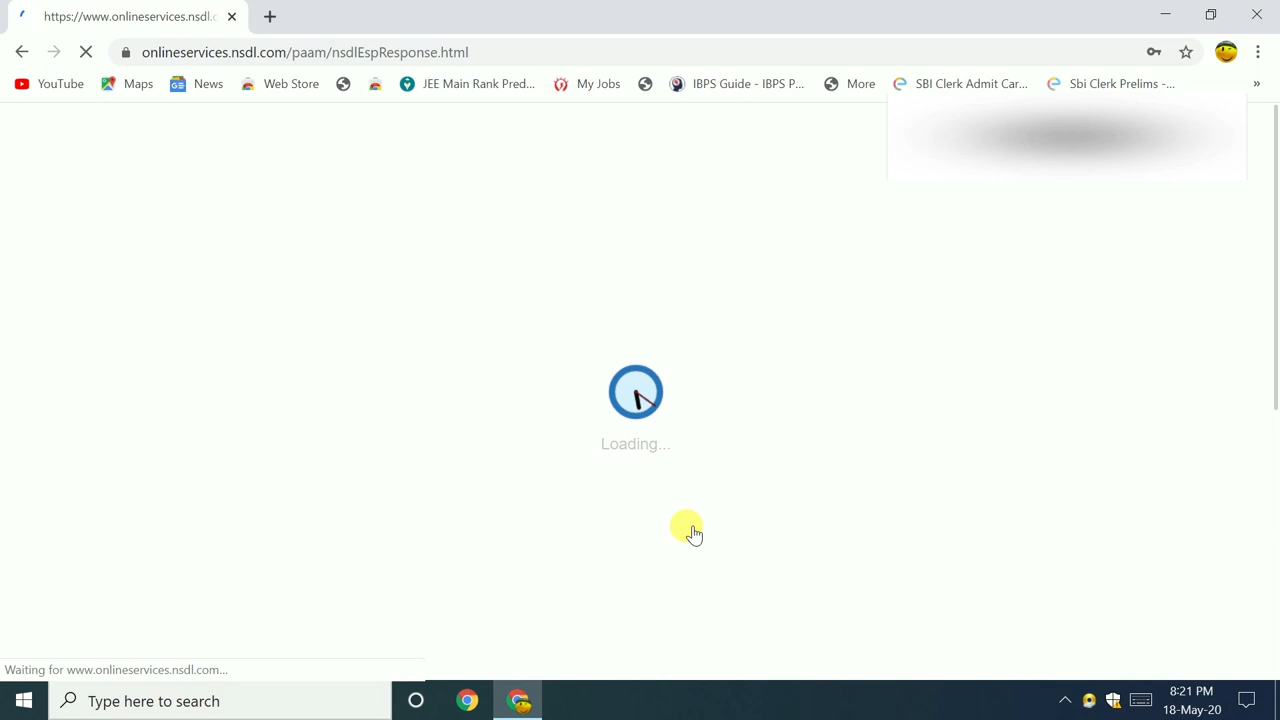 https://www.onlineservices.nsdl.c
onlineservices.nsdl.com/paam/nsdlEspResponse.html
YouTube Maps News Web Store JEE Main Rank Pred... My Jobs IBPS Guide - IBPS P... More SBI Clerk Admit Car... Sbi Clerk Prelims -... »
Loading...
Waiting for www.onlineservices.nsdl.com...
Type here to search
8:21 PM
18-May-20